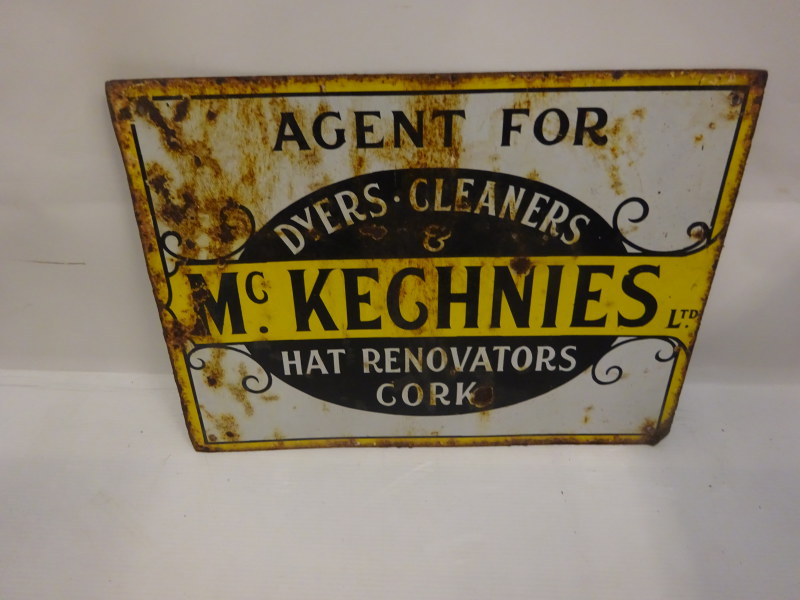 AGENT FOR
DYERS · CLEANERS
&
Mc. KECHNIES LTD.
HAT RENOVATORS
CORK